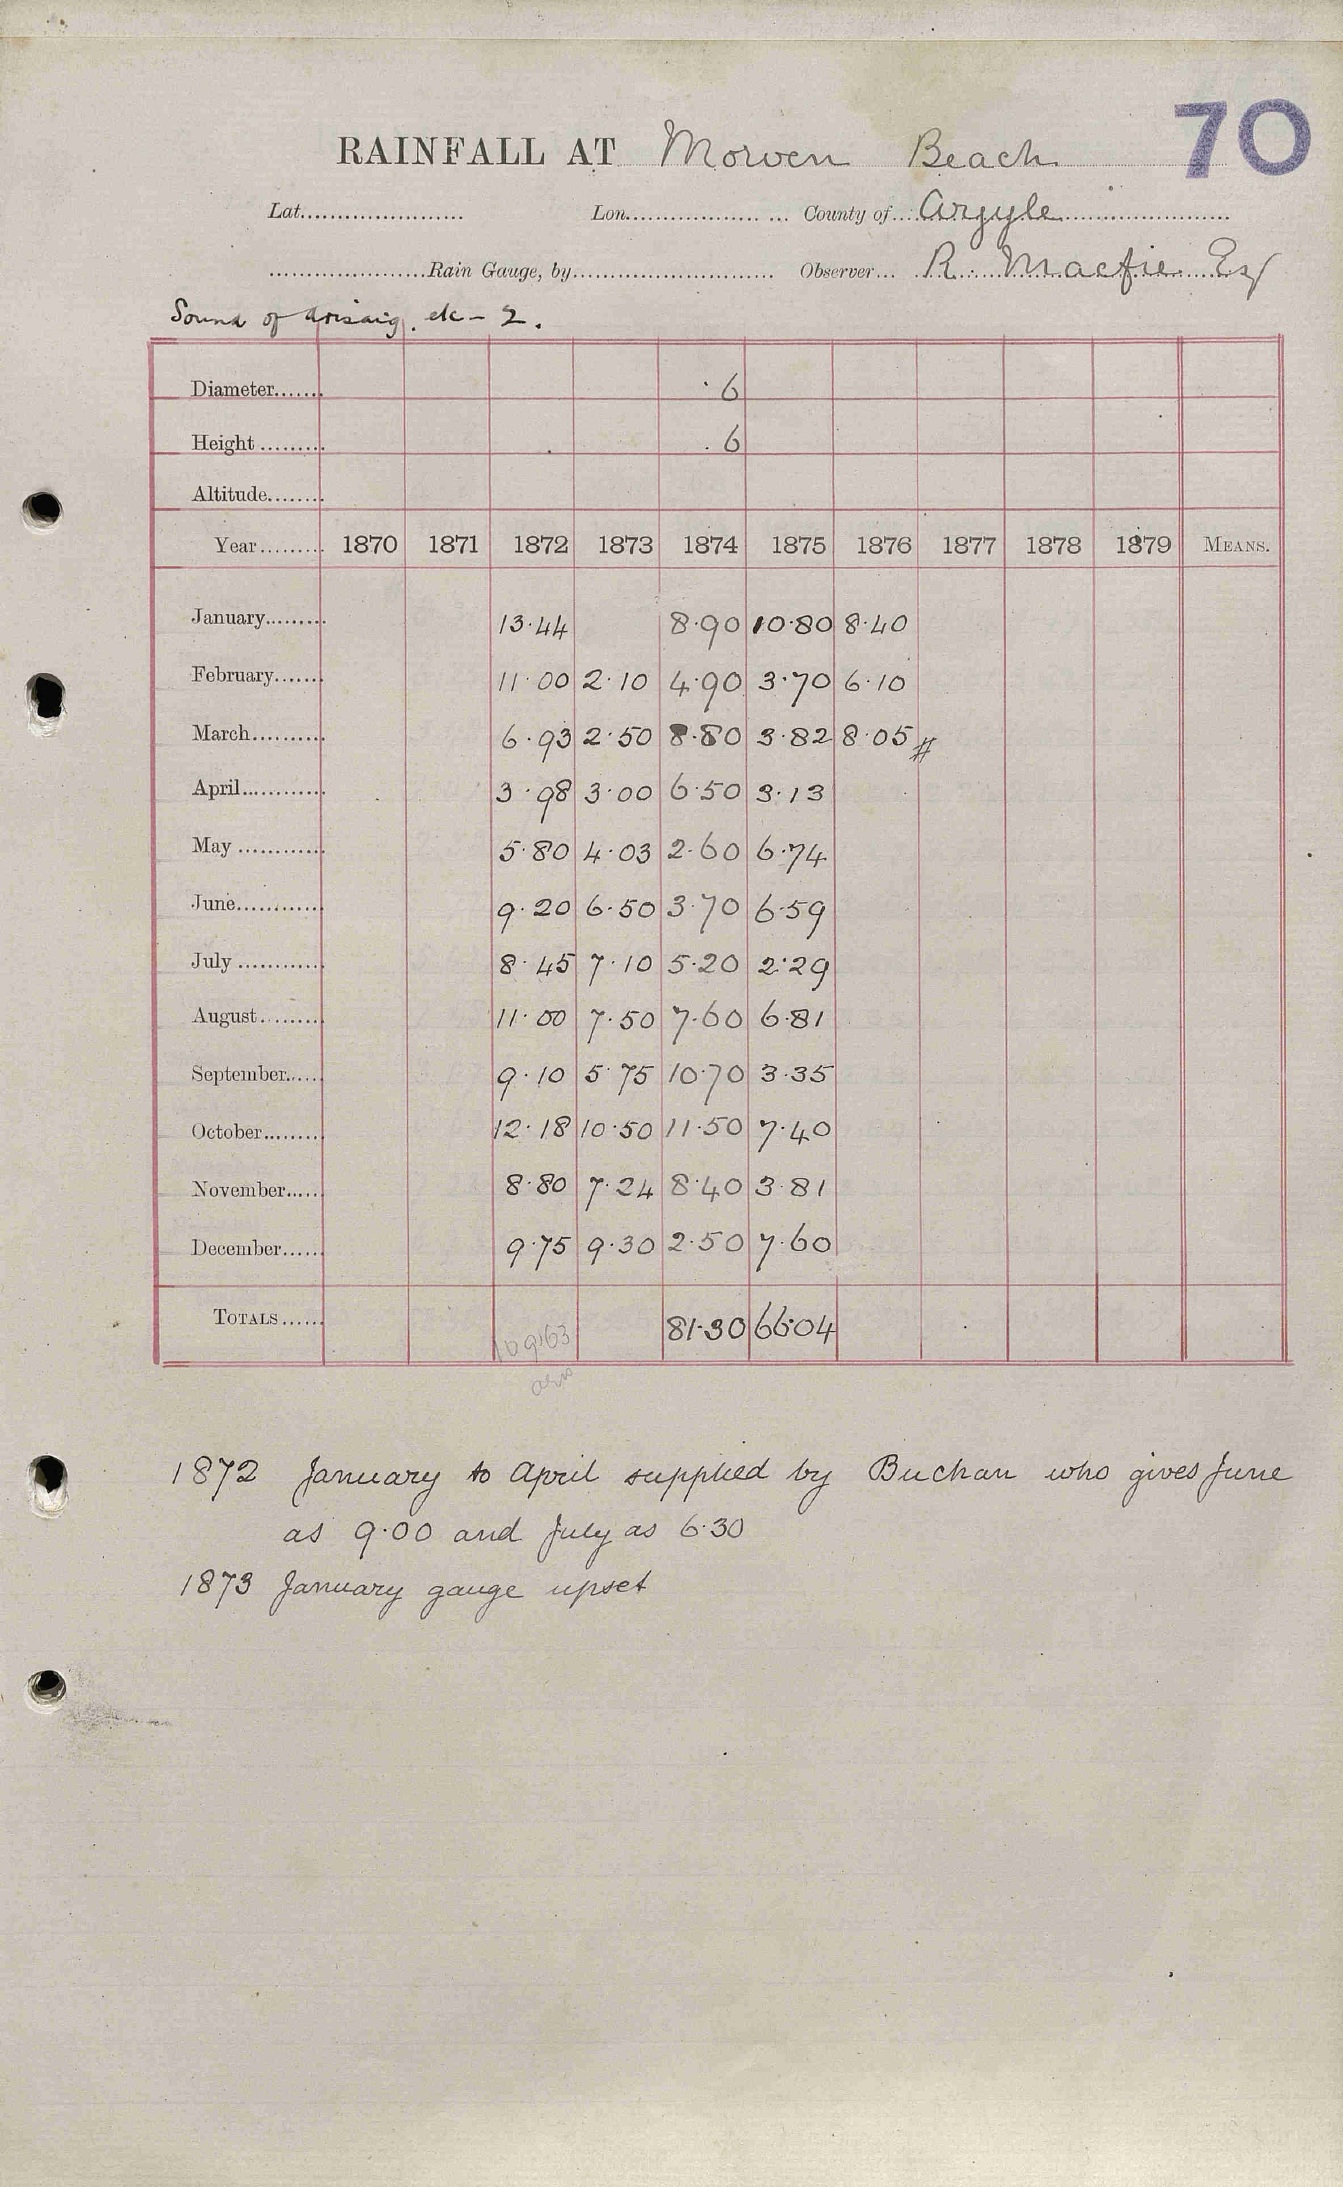 70
RAINFALL AT Morven Beach
Lat...................... Lon.................. ... County of....Argyle.......................
.....................Rain Gauge, by........................... Observer... R. Macfie Esq
Sound of Arisaig, etc - 2.
Diameter....... 6
Height......... 6
Altitude........
Year......... 1870 1871 1872 1873 1874 1875 1876 1877 1878 1879 MEANS.
January......... 13.44 8.90 10.80 8.40
February....... 11.00 2.10 4.90 3.70 6.10
March.......... 6.93 2.50 8.80 3.82 8.05 #
April............ 3.98 3.00 6.50 3.13
May ............ 5.80 4.03 2.60 6.74
June............ 9.20 6.50 3.70 6.59
July ............ 8.45 7.10 5.20 2.29
August......... 11.00 7.50 7.60 6.81
September...... 9.10 5.75 10.70 3.35
October......... 12.18 10.50 11.50 7.40
November...... 8.80 7.24 8.40 3.81
December...... 9.75 9.30 2.50 7.60
TOTALS...... 109.63 81.30 66.04
1872 January to April supplied by Buchan who gives June
as 9.00 and July as 6.30
1873 January gauge upset